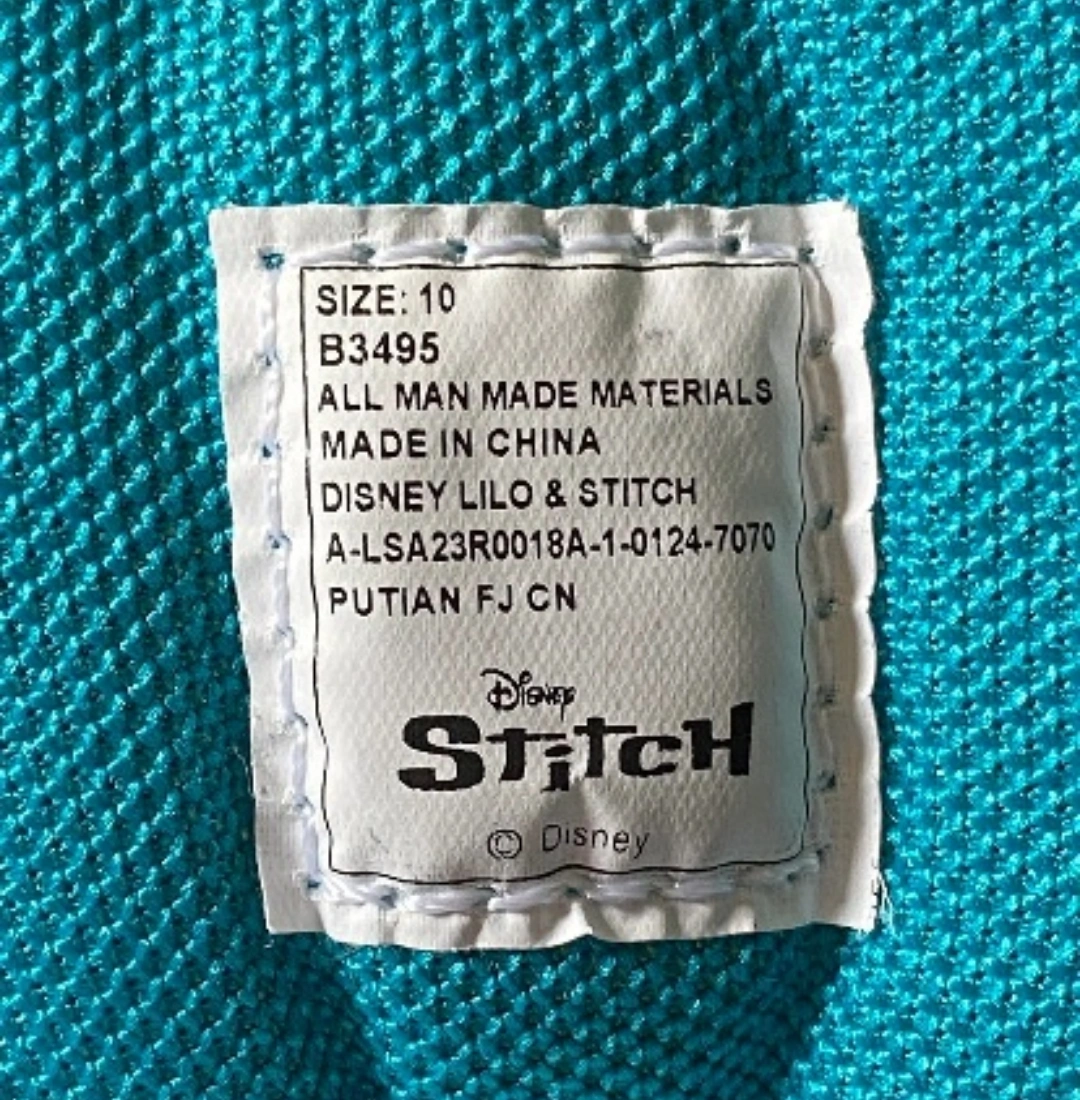 SIZE: 10
B3495
ALL MAN MADE MATERIALS
MADE IN CHINA
DISNEY LILO & STITCH
A-LSA23R0018A-1-0124-7070
PUTIAN FJ CN
Disney
Stitch
© Disney